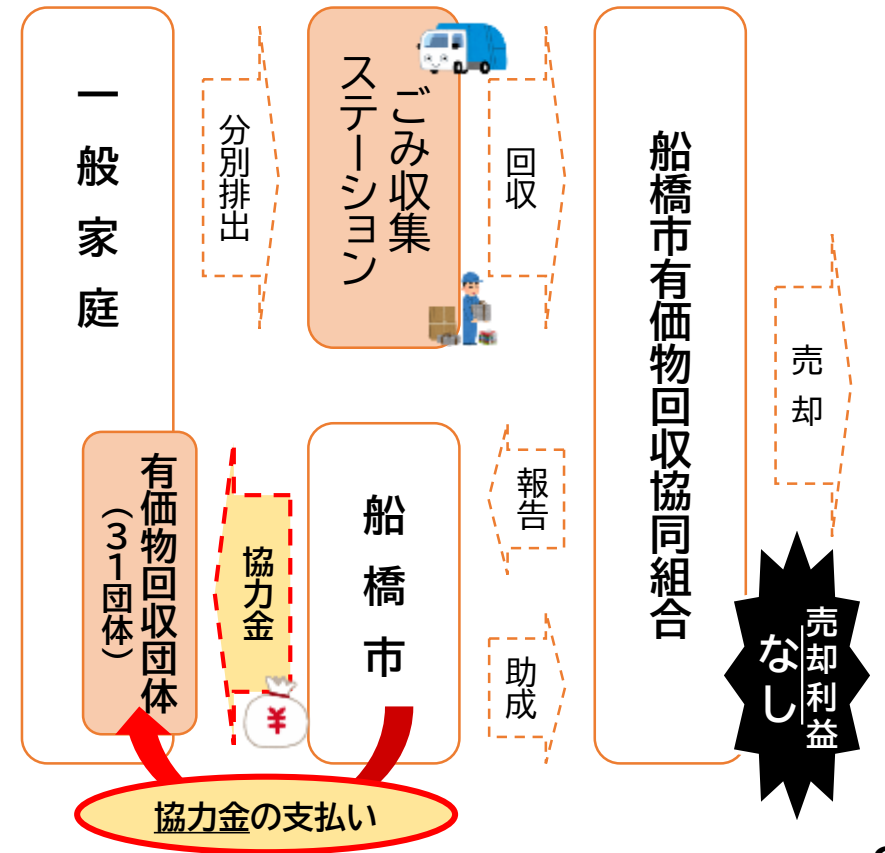 一般家庭
分別排出
ごみ収集
ステーション
回収
船橋市有価物回収協同組合
売却
有価物回収団体
（３１団体）
協力金
¥
船橋市
報告
助成
売却利益
なし
協力金の支払い